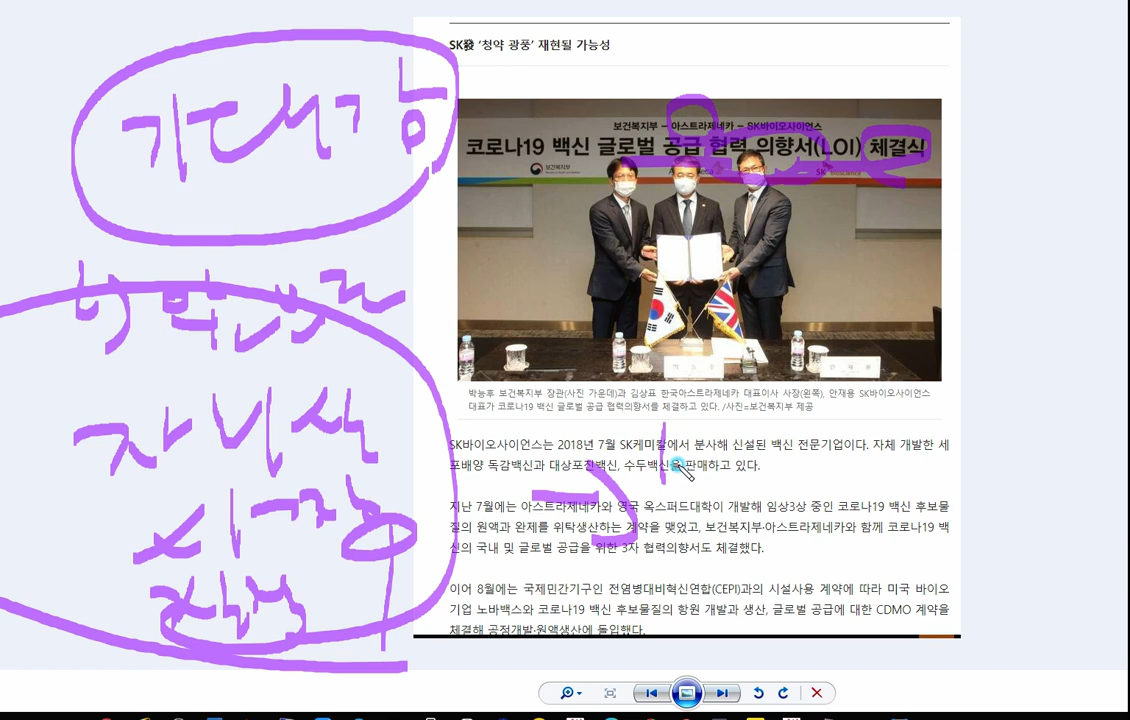 SK發 ‘청약 광풍’ 재현될 가능성
기대감
보건복지부 – 아스트라제네카 – SK바이오사이언스
코로나19 백신 글로벌 공급 협력 의향서(LOI) 체결식
보건복지부
박능후 보건복지부 장관(사진 가운데)과 김상표 한국아스트라제네카 대표이사 사장(왼쪽), 안재용 SK바이오사이언스
대표가 코로나19 백신 글로벌 공급 협력의향서를 체결하고 있다. /사진=보건복지부 제공
SK바이오사이언스는 2018년 7월 SK케미칼에서 분사해 신설된 백신 전문기업이다. 자체 개발한 세
포배양 독감백신과 대상포진백신, 수두백신을 판매하고 있다.
지난 7월에는 아스트라제네카와 영국 옥스퍼드대학이 개발해 임상3상 중인 코로나19 백신 후보물
질의 원액과 완제를 위탁생산하는 계약을 맺었고, 보건복지부·아스트라제네카와 함께 코로나19 백
신의 국내 및 글로벌 공급을 위한 3자 협력의향서도 체결했다.
이어 8월에는 국제민간기구인 전염병대비혁신연합(CEPI)과의 시설사용 계약에 따라 미국 바이오
기업 노바백스와 코로나19 백신 후보물질의 항원 개발과 생산, 글로벌 공급에 대한 CDMO 계약을
체결해 공정개발·원액생산에 돌입했다.